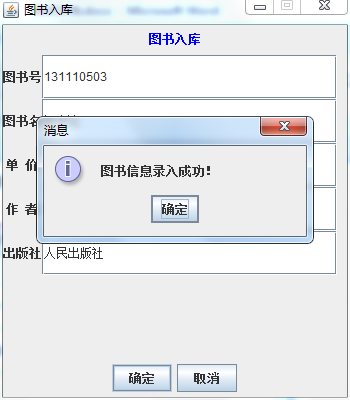 图书入库
图书入库
图书号 131110503
图书名
消息
单 价
图书信息录入成功!
作 者
确定
出版社 人民出版社
确定 取消